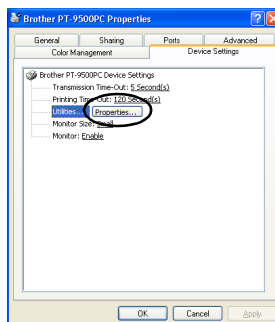 Brother PT-9500PC Properties
General Sharing Ports Advanced
Color Management Device Settings
Brother PT-9500PC Device Settings
Transmission Time-Out: 5 Second(s)
Printing Time-Out: 120 Second(s)
Utilities... Properties...
Monitor Size: Small
Monitor: Enable
OK Cancel Apply